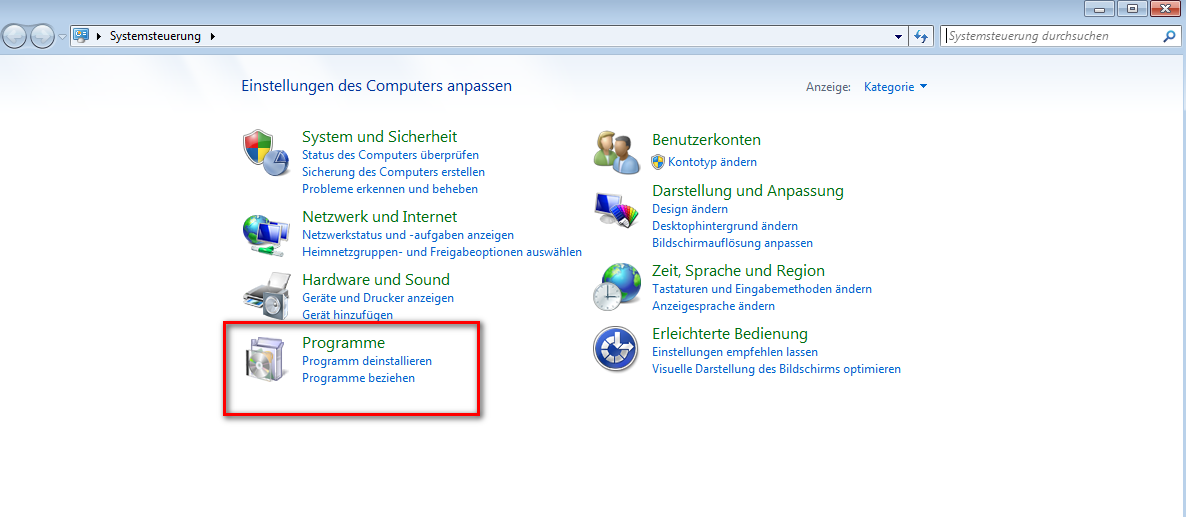 Systemsteuerung
Systemsteuerung durchsuchen
Einstellungen des Computers anpassen
Anzeige: Kategorie
System und Sicherheit
Status des Computers überprüfen
Sicherung des Computers erstellen
Probleme erkennen und beheben
Netzwerk und Internet
Netzwerkstatus und -aufgaben anzeigen
Heimnetzgruppen- und Freigabeoptionen auswählen
Hardware und Sound
Geräte und Drucker anzeigen
Gerät hinzufügen
Programme
Programm deinstallieren
Programme beziehen
Benutzerkonten
Kontotyp ändern
Darstellung und Anpassung
Design ändern
Desktophintergrund ändern
Bildschirmauflösung anpassen
Zeit, Sprache und Region
Tastaturen und Eingabemethoden ändern
Anzeigesprache ändern
Erleichterte Bedienung
Einstellungen empfehlen lassen
Visuelle Darstellung des Bildschirms optimieren